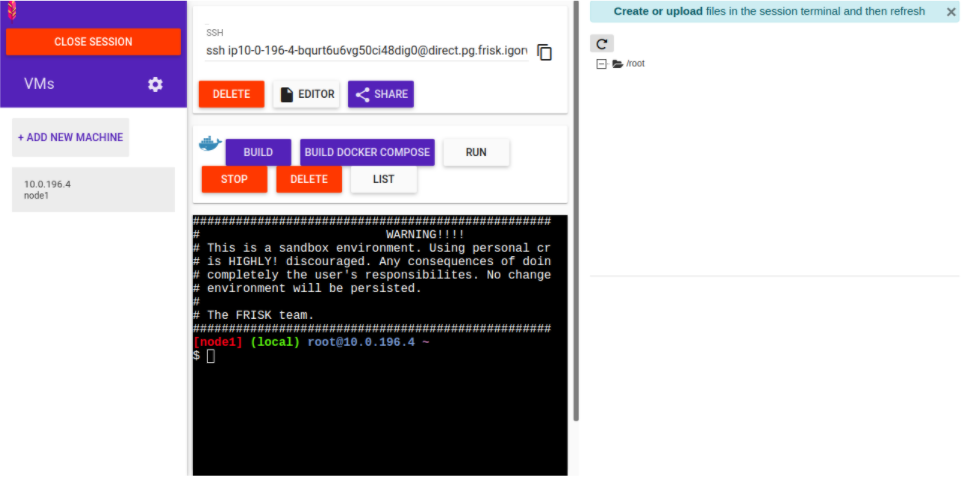 CLOSE SESSION
VMs
+ ADD NEW MACHINE
10.0.196.4
node1
SSH
ssh ip10-0-196-4-bqurt6u6vg50ci48dig0@direct.pg.frisk.igorv
DELETE
EDITOR
SHARE
BUILD
BUILD DOCKER COMPOSE
RUN
STOP
DELETE
LIST
##################################################
# WARNING!!!!
# This is a sandbox environment. Using personal cr
# is HIGHLY! discouraged. Any consequences of doin
# completely the user's responsibilites. No change
# environment will be persisted.
#
# The FRISK team.
##################################################
[node1] (local) root@10.0.196.4 ~
$
Create or upload files in the session terminal and then refresh
/root